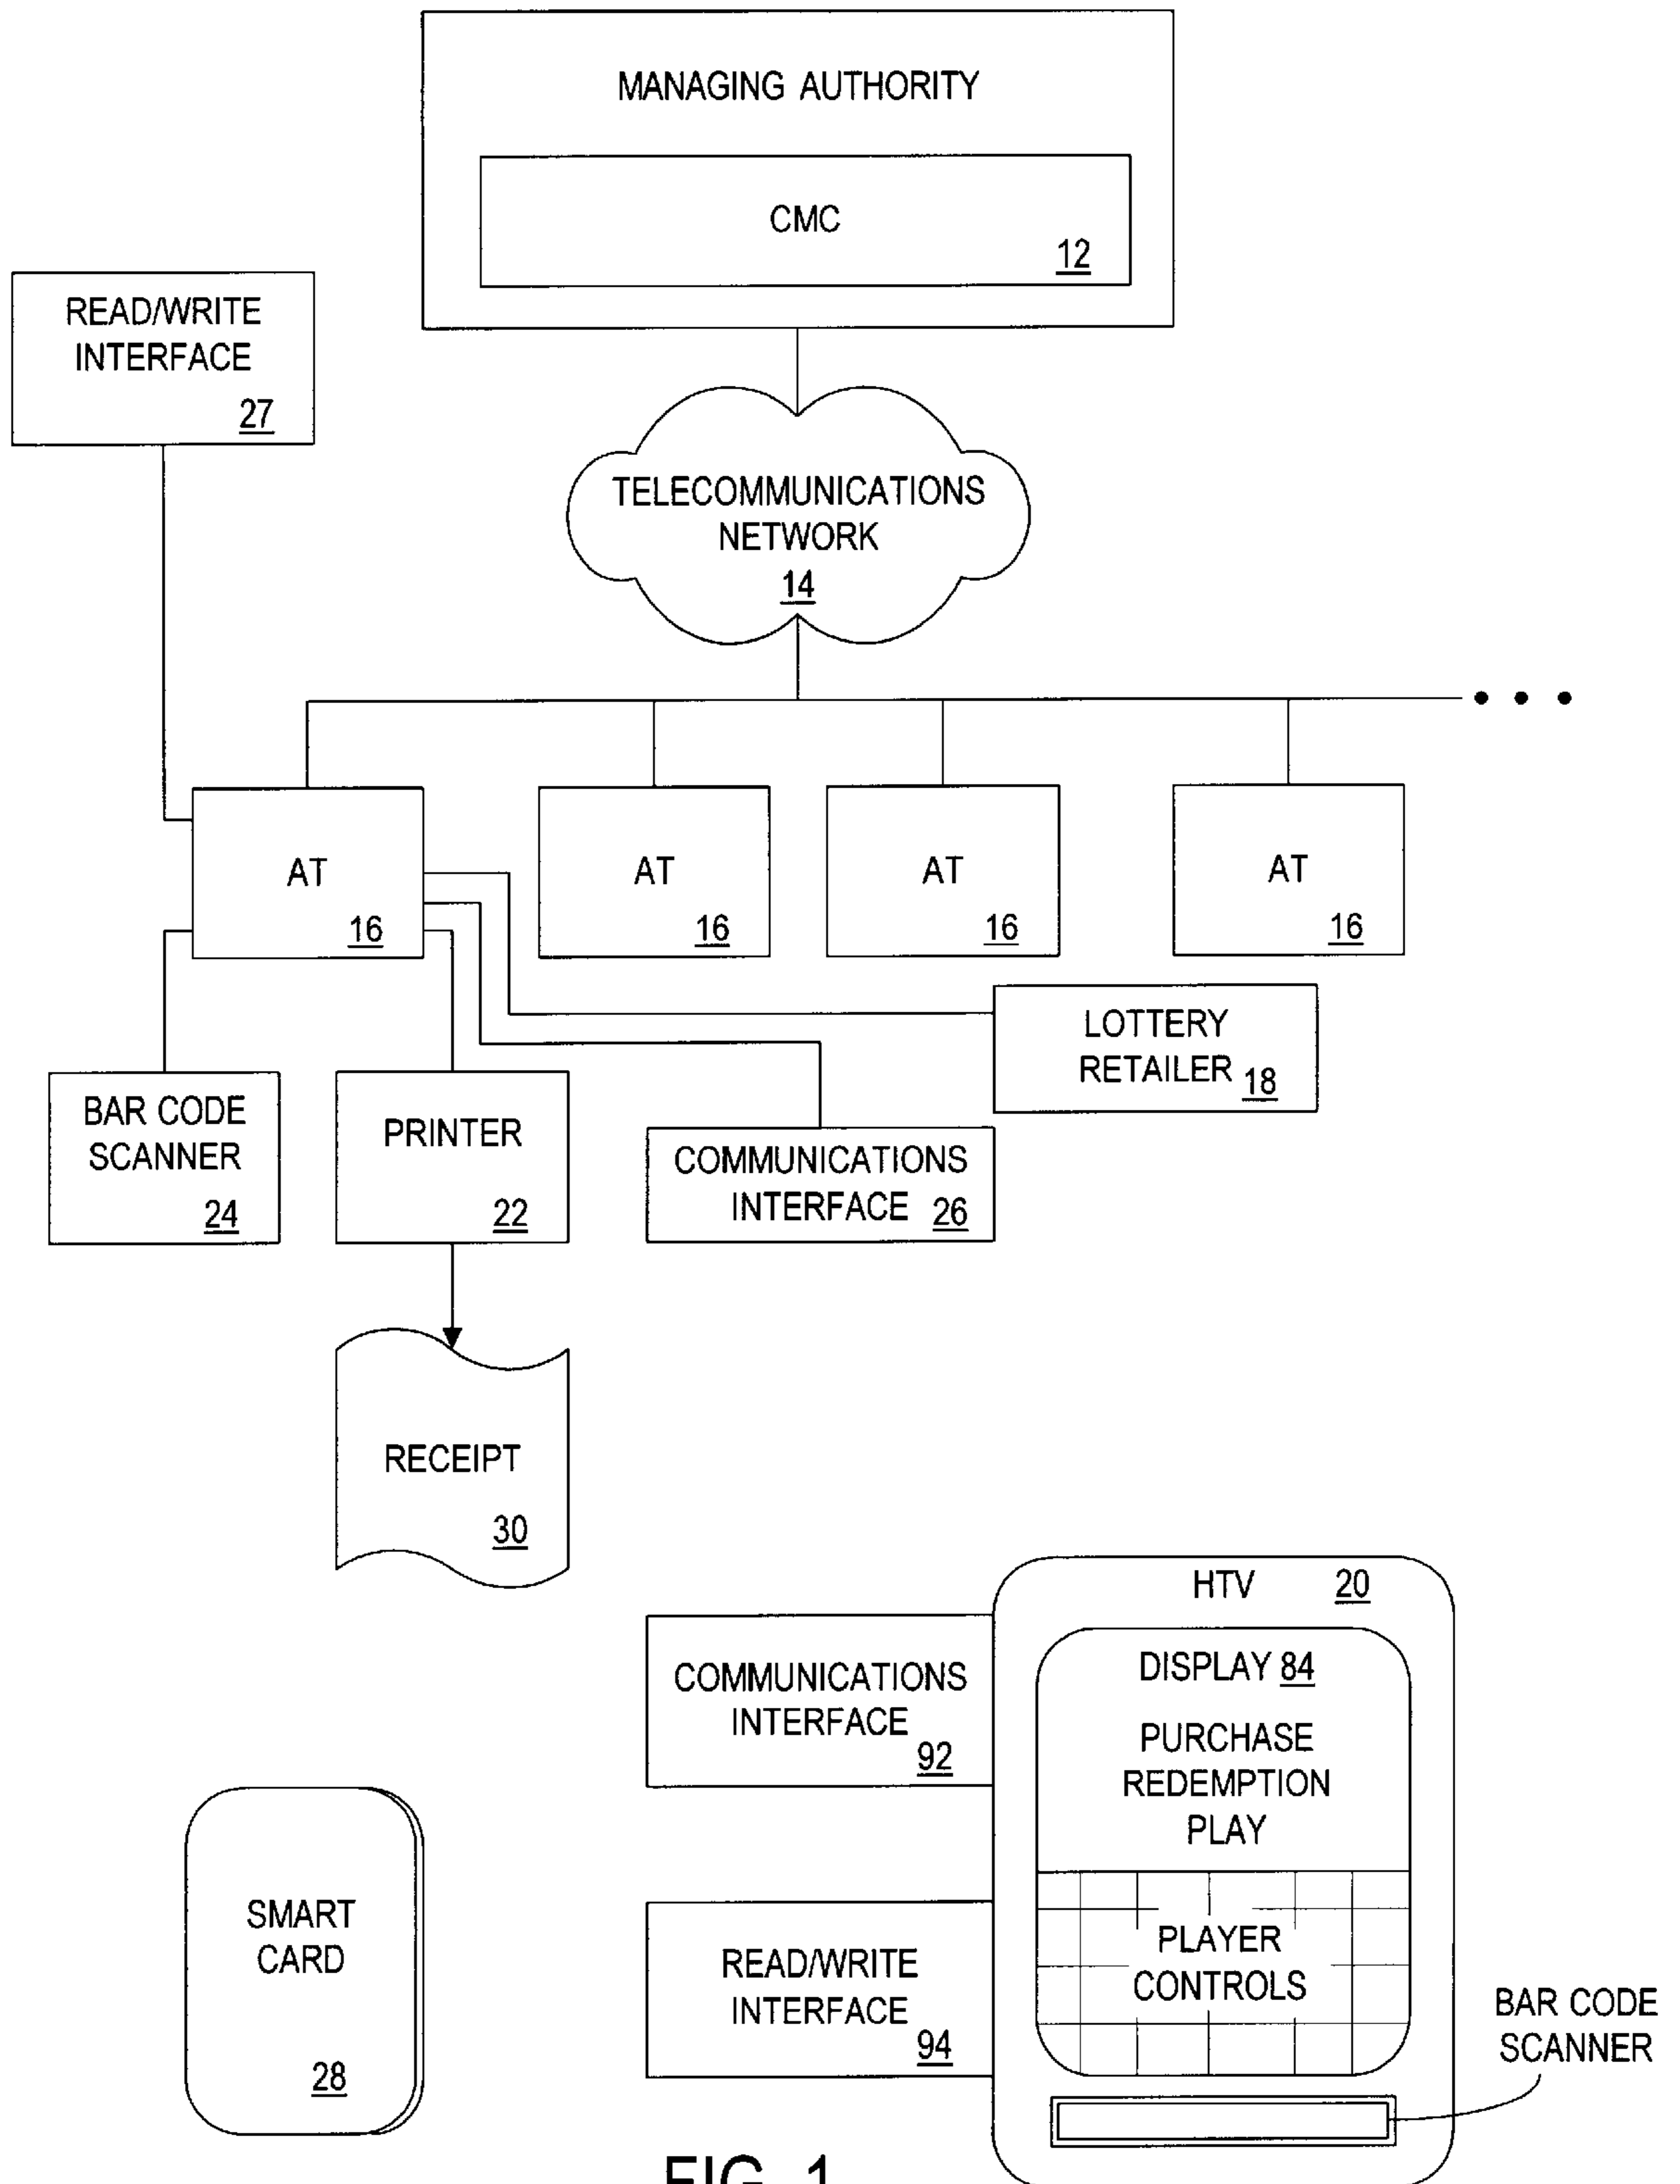 MANAGING AUTHORITY
CMC
12
READ/WRITE
INTERFACE
27
TELECOMMUNICATIONS
NETWORK
14
AT
16
AT
16
AT
16
AT
16
LOTTERY
RETAILER 18
BAR CODE
SCANNER
24
PRINTER
22
COMMUNICATIONS
INTERFACE 26
RECEIPT
30
HTV 20
DISPLAY 84
PURCHASE
REDEMPTION
PLAY
COMMUNICATIONS
INTERFACE
92
SMART
CARD
28
READ/WRITE
INTERFACE
94
PLAYER
CONTROLS
BAR CODE
SCANNER
FIG. 1